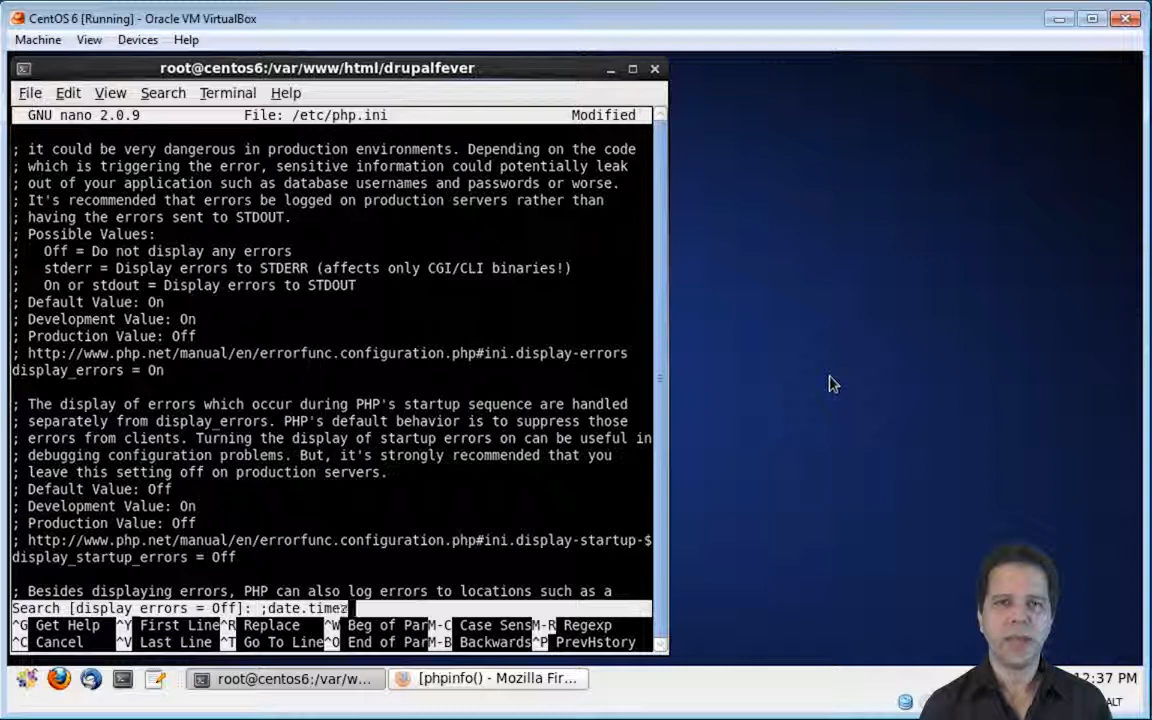 CentOS 6 [Running] - Oracle VM VirtualBox
Machine View Devices Help
root@centos6:/var/www/html/drupalfever
File Edit View Search Terminal Help
GNU nano 2.0.9 File: /etc/php.ini Modified
; it could be very dangerous in production environments. Depending on the code
; which is triggering the error, sensitive information could potentially leak
; out of your application such as database usernames and passwords or worse.
; It's recommended that errors be logged on production servers rather than
; having the errors sent to STDOUT.
; Possible Values:
;   Off = Do not display any errors
;   stderr = Display errors to STDERR (affects only CGI/CLI binaries!)
;   On or stdout = Display errors to STDOUT
; Default Value: On
; Development Value: On
; Production Value: Off
; http://www.php.net/manual/en/errorfunc.configuration.php#ini.display-errors
display_errors = On
; The display of errors which occur during PHP's startup sequence are handled
; separately from display_errors. PHP's default behavior is to suppress those
; errors from clients. Turning the display of startup errors on can be useful in
; debugging configuration problems. But, it's strongly recommended that you
; leave this setting off on production servers.
; Default Value: Off
; Development Value: On
; Production Value: Off
; http://www.php.net/manual/en/errorfunc.configuration.php#ini.display-startup-$
display_startup_errors = Off
; Besides displaying errors, PHP can also log errors to locations such as a
Search [display_errors = Off]: ;date.timez
^G Get Help ^Y First Line^R Replace ^W Beg of ParM-C Case SensM-R Regexp
^C Cancel ^V Last Line ^T Go To Line^O End of ParM-B Backwards^P PrevHstory
root@centos6:/var/w... [phpinfo() - Mozilla Fir... 12:37 PM
ALT